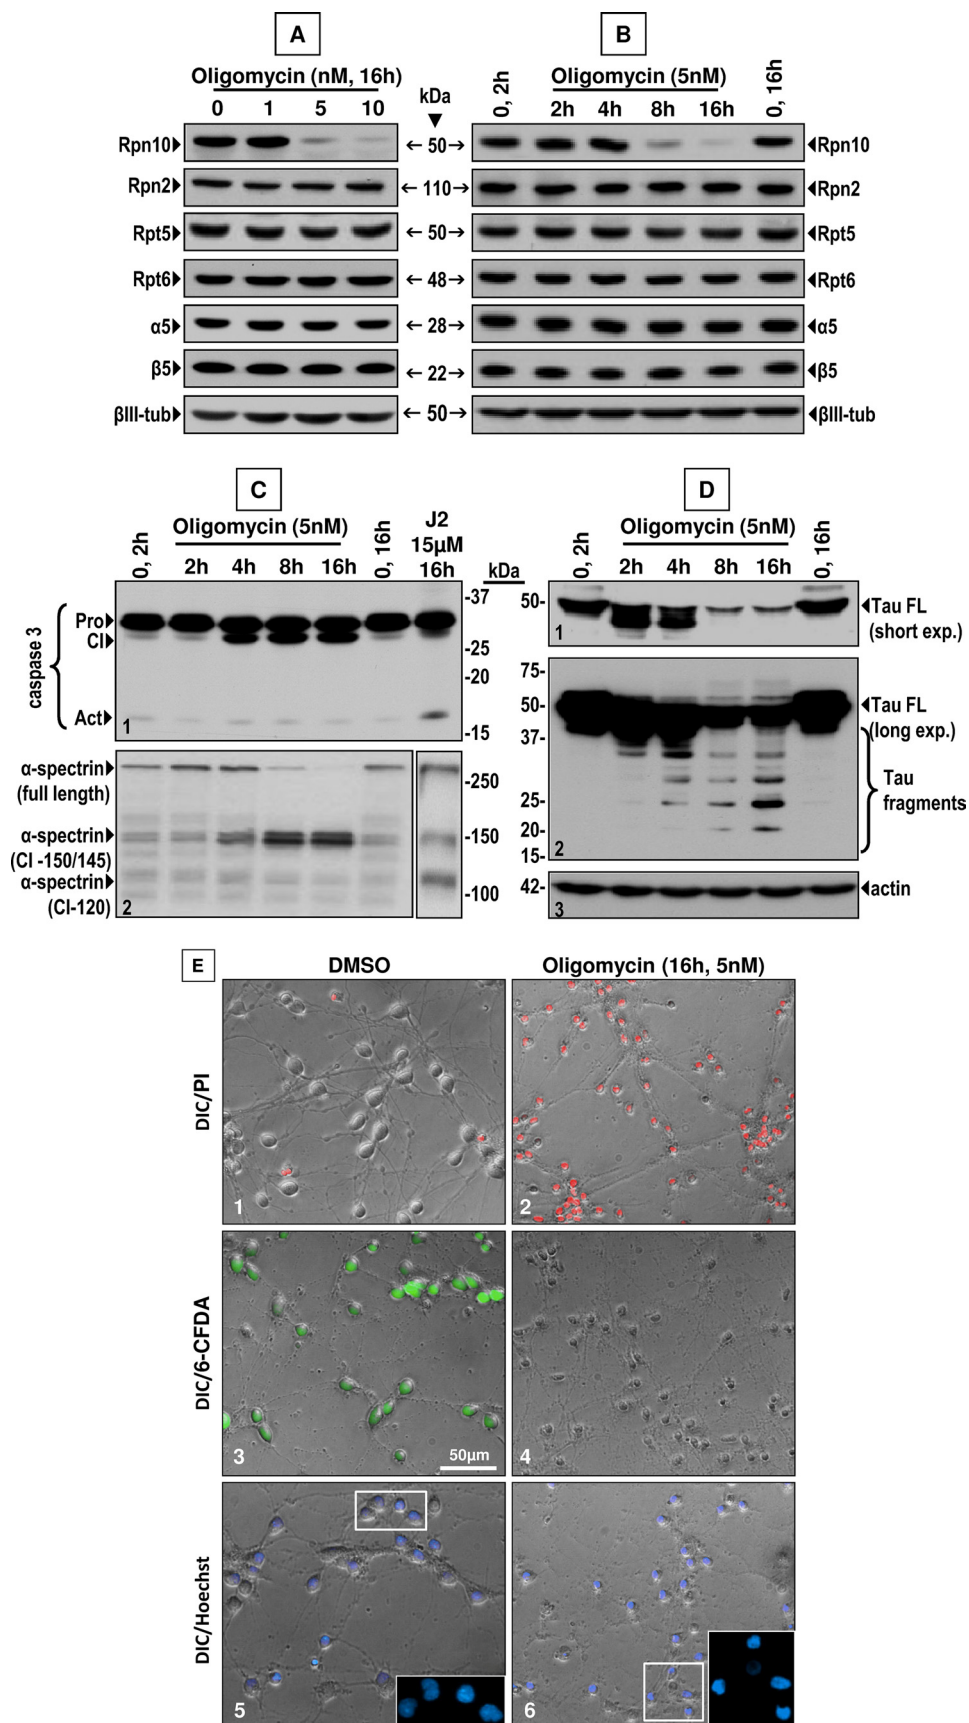 A
Oligomycin (nM, 16h)
0 1 5 10
kDa
▼
B
Oligomycin (5nM)
0, 2h 2h 4h 8h 16h 0, 16h
Rpn10 ←50→ Rpn10
Rpn2 ←110→ Rpn2
Rpt5 ←50→ Rpt5
Rpt6 ←48→ Rpt6
α5 ←28→ α5
β5 ←22→ β5
βIII-tub ←50→ βIII-tub
C
Oligomycin (5nM)
0, 2h 2h 4h 8h 16h 0, 16h
J2
15μM
16h
kDa
caspase 3
Pro
Cl
Act
1
-37
-25
-20
-15
α-spectrin
(full length)
α-spectrin
(Cl -150/145)
α-spectrin
(Cl-120)
2
-250
-150
-100
D
Oligomycin (5nM)
0, 2h 2h 4h 8h 16h 0, 16h
50-
1
Tau FL
(short exp.)
75-
50-
37-
25-
20-
15-
2
Tau FL
(long exp.)
Tau
fragments
42-
3
actin
E
DMSO
Oligomycin (16h, 5nM)
DIC/PI
1
2
DIC/6-CFDA
3
50μm
4
DIC/Hoechst
5
6